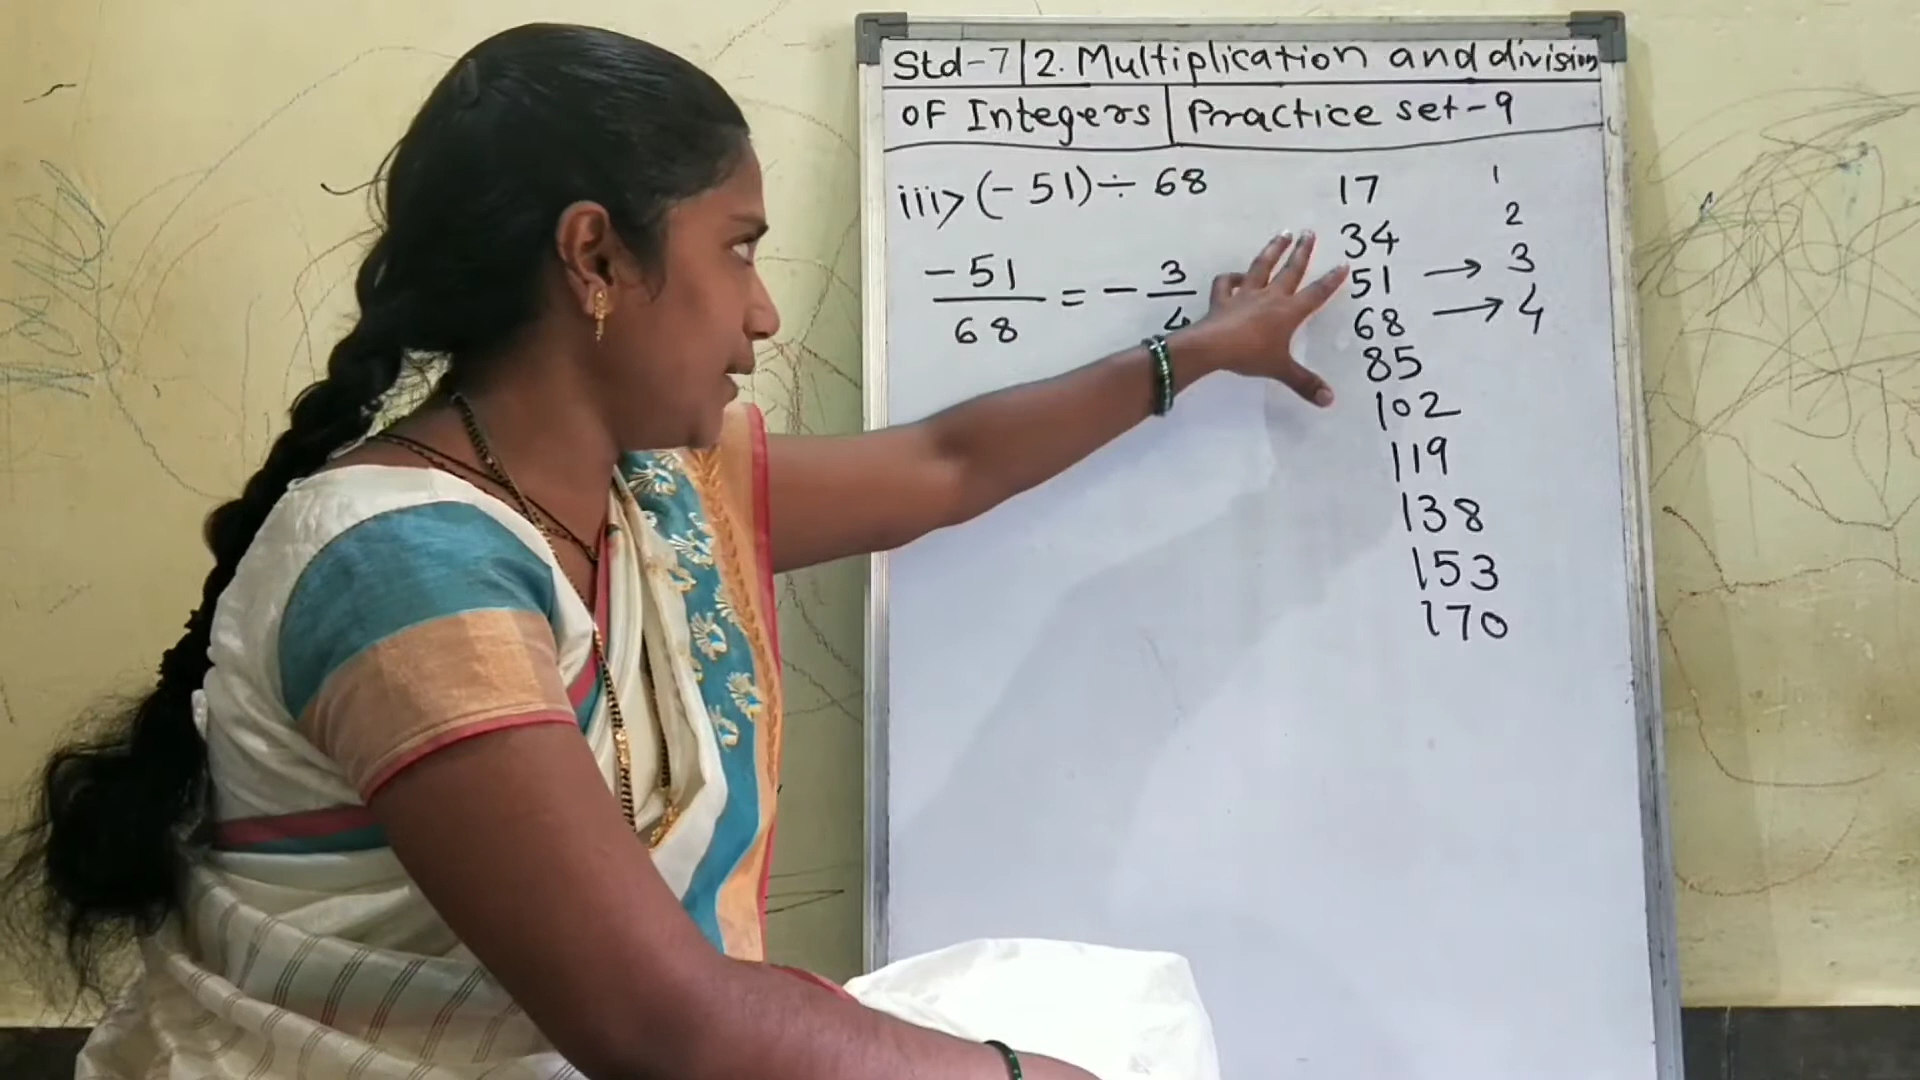 Std-7 | 2. Multiplication and division
OF Integers | Practice set-9
iii> (-51) ÷ 68
-51/68 = -3/4
17
34
51 → 3
68 → 4
85
102
119
138
153
170
1
2